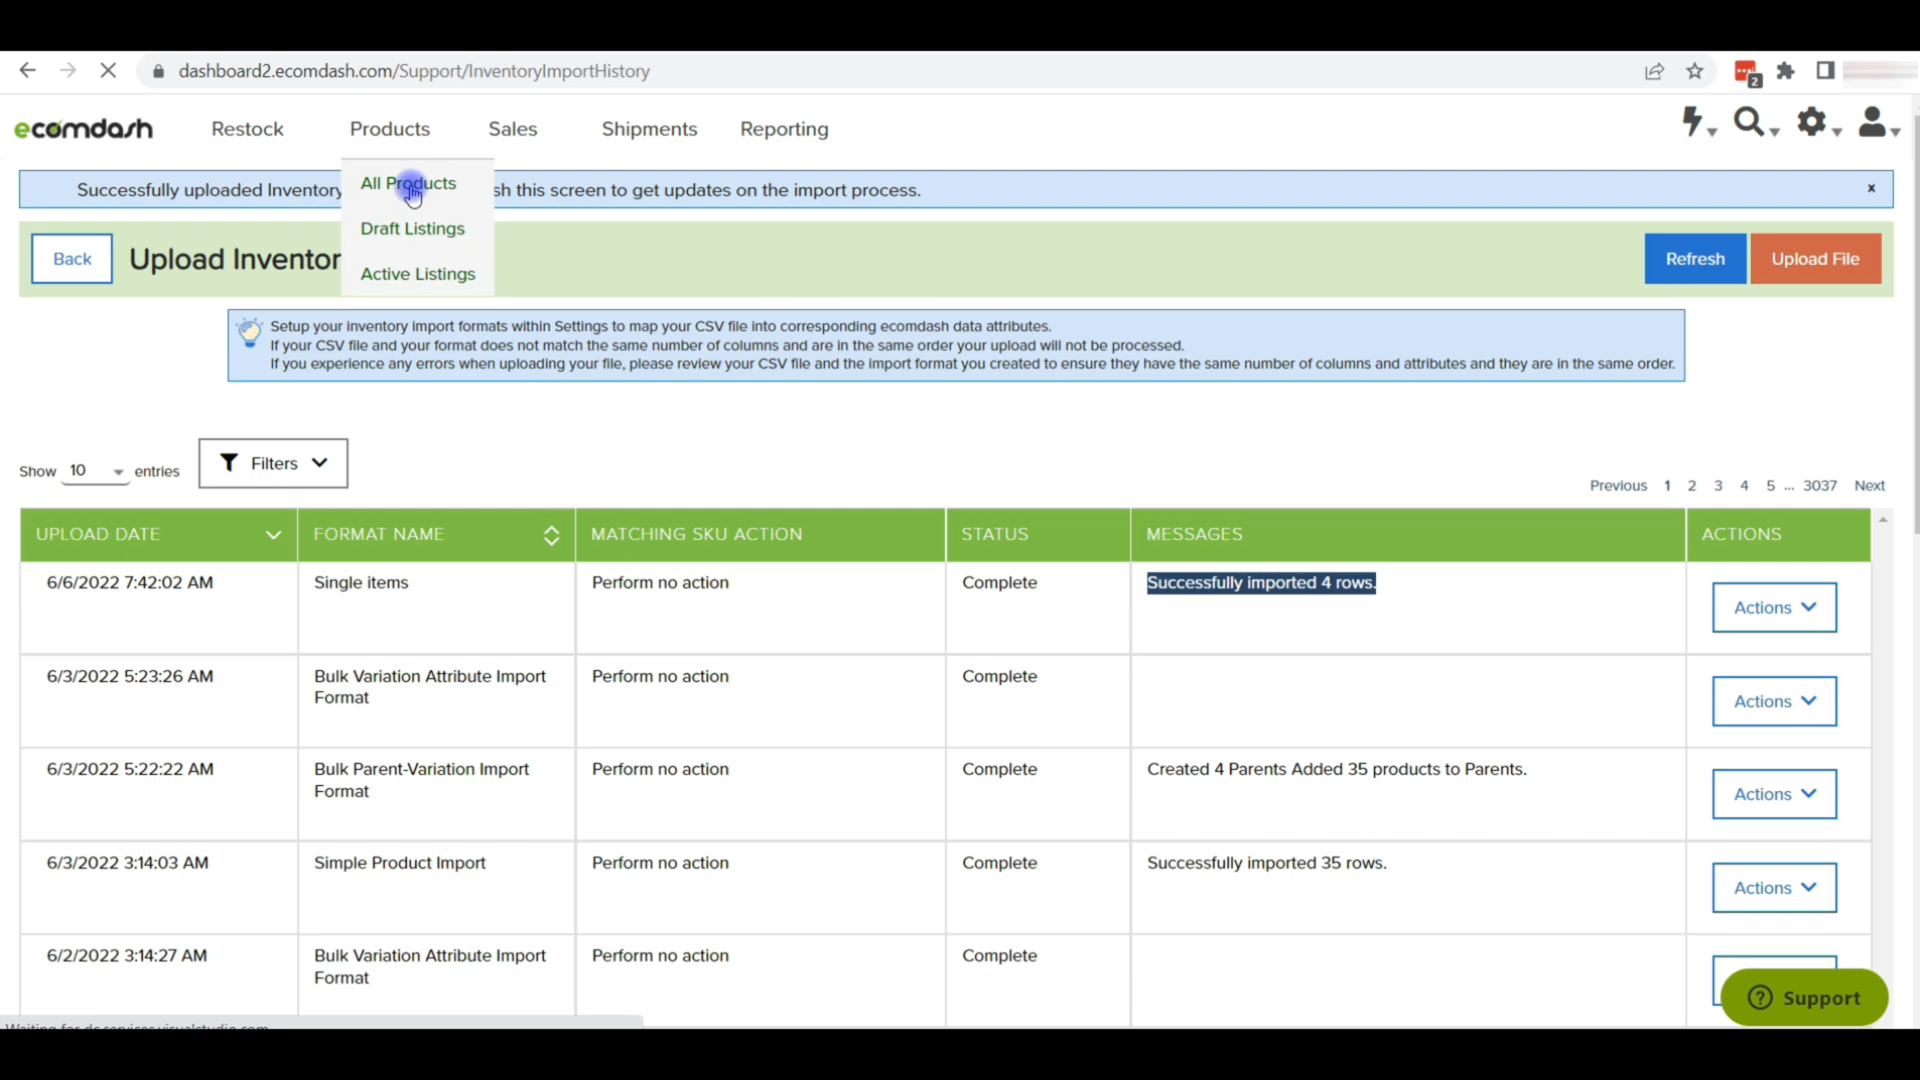 dashboard2.ecomdash.com/Support/InventoryImportHistory
2
ecomdash Restock Products Sales Shipments Reporting
All Products
Draft Listings
Active Listings
Successfully uploaded Inventory sh this screen to get updates on the import process. x
Back Upload Inventor Refresh Upload File
Setup your inventory import formats within Settings to map your CSV file into corresponding ecomdash data attributes.
If your CSV file and your format does not match the same number of columns and are in the same order your upload will not be processed.
If you experience any errors when uploading your file, please review your CSV file and the import format you created to ensure they have the same number of columns and attributes and they are in the same order.
Show 10 entries Filters
Previous 1 2 3 4 5 ... 3037 Next
UPLOAD DATE FORMAT NAME MATCHING SKU ACTION STATUS MESSAGES ACTIONS
6/6/2022 7:42:02 AM Single items Perform no action Complete Successfully imported 4 rows. Actions
6/3/2022 5:23:26 AM Bulk Variation Attribute Import Perform no action Complete Actions
Format
6/3/2022 5:22:22 AM Bulk Parent-Variation Import Perform no action Complete Created 4 Parents Added 35 products to Parents. Actions
Format
6/3/2022 3:14:03 AM Simple Product Import Perform no action Complete Successfully imported 35 rows. Actions
6/2/2022 3:14:27 AM Bulk Variation Attribute Import Perform no action Complete
Format
? Support
Waiting for dc.services.visualstudio.com